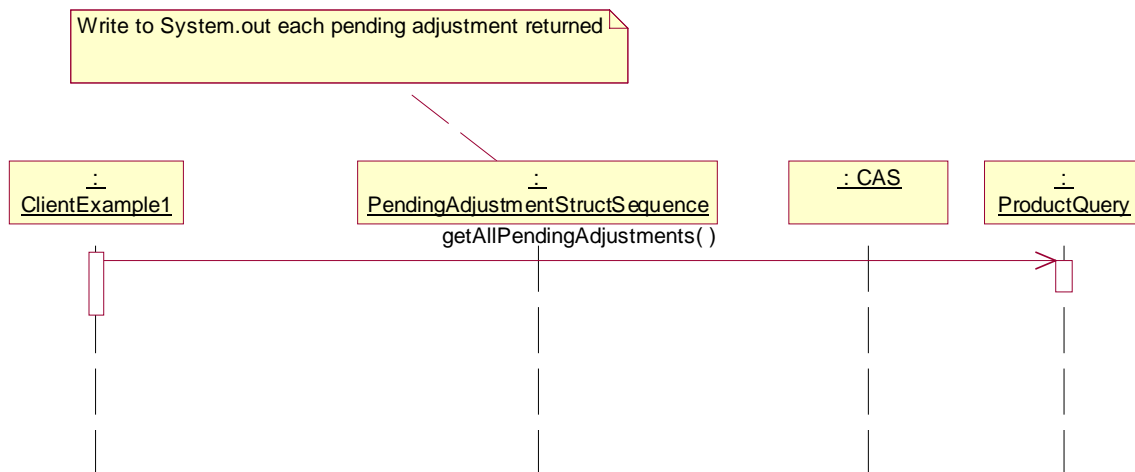 Write to System.out each pending adjustment returned
:
ClientExample1
:
PendingAdjustmentStructSequence
: CAS
:
ProductQuery
getAllPendingAdjustments( )